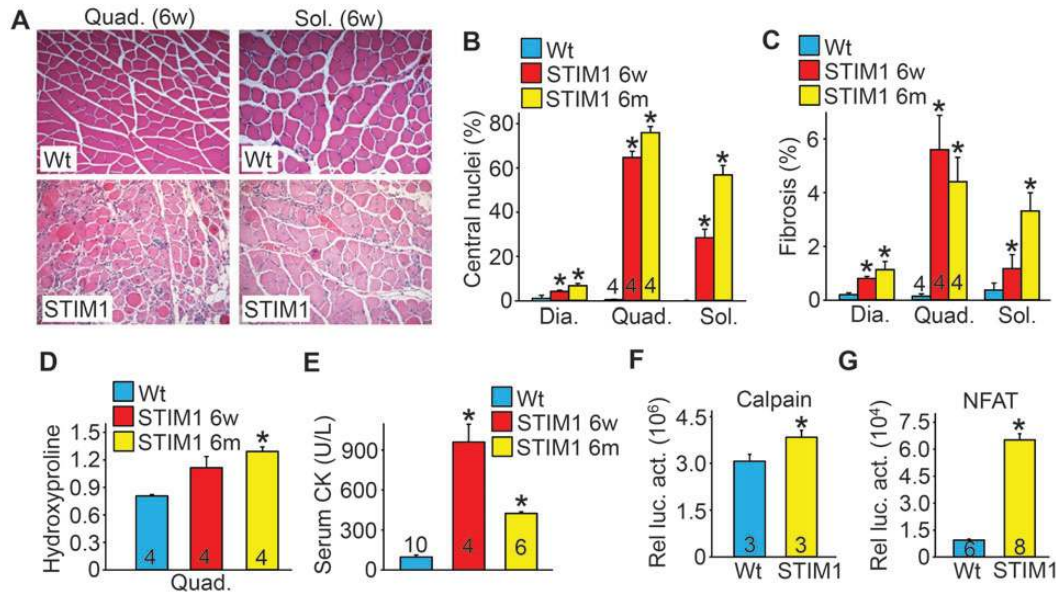 A
Quad. (6w)
Sol. (6w)
Wt
Wt
STIM1
STIM1
B
Wt
STIM1 6w
STIM1 6m
Central nuclei (%)
80
60
40
20
0
* *
* *
* *
4 4 4
Dia. Quad. Sol.
C
Wt
STIM1 6w
STIM1 6m
Fibrosis (%)
6
4
2
0
* *
* *
* *
4 4 4
Dia. Quad. Sol.
D
Wt
STIM1 6w
STIM1 6m
Hydroxyproline
1.5
1.2
0.9
0.6
0.3
0
*
4 4 4
Quad.
E
Wt
STIM1 6w
STIM1 6m
Serum CK (U/L)
900
600
300
0
*
*
10 4 6
F
Calpain
Rel luc. act. (10⁶)
4.5
3.0
1.5
0
*
3 3
Wt STIM1
G
NFAT
Rel luc. act. (10⁴)
7.5
6.0
4.5
3.0
1.5
0
*
6 8
Wt STIM1